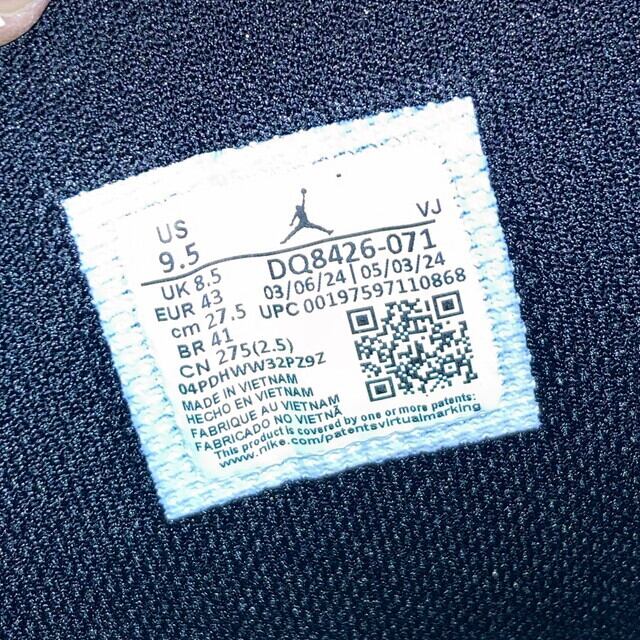 US
9.5
VJ
UK 8.5
EUR 43
cm 27.5
BR 41
CN 275(2.5)
DQ8426-071
03/06/24 | 05/03/24
UPC 00197597110868
04PDHWW32PZ9Z
MADE IN VIETNAM
HECHO EN VIETNAM
FABRIQUE AU VIETNAM
FABRICADO NO VIETNÃ
This product is covered by one or more patents:
www.nike.com/patentsvirtualmarking